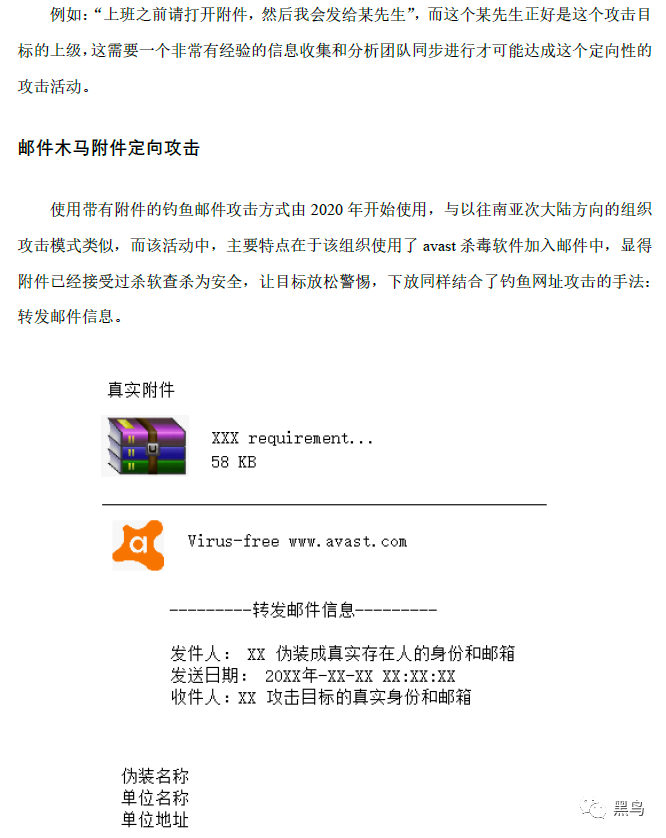 例如：“上班之前请打开附件，然后我会发给某先生”，而这个某先生正好是这个攻击目
标的上级，这需要一个非常有经验的信息收集和分析团队同步进行才可能达成这个定向性的
攻击活动。
邮件木马附件定向攻击
使用带有附件的钓鱼邮件攻击方式由 2020 年开始使用，与以往南亚次大陆方向的组织
攻击模式类似，而该活动中，主要特点在于该组织使用了 avast 杀毒软件加入邮件中，显得
附件已经接受过杀软查杀为安全，让目标放松警惕，下放同样结合了钓鱼网址攻击的手法：
转发邮件信息。
真实附件
XXX requirement...
58 KB
a
Virus-free www.avast.com
---------转发邮件信息---------
发件人： XX 伪装成真实存在人的身份和邮箱
发送日期： 20XX年-XX-XX XX:XX:XX
收件人：XX 攻击目标的真实身份和邮箱
伪装名称
单位名称
单位地址
黑鸟